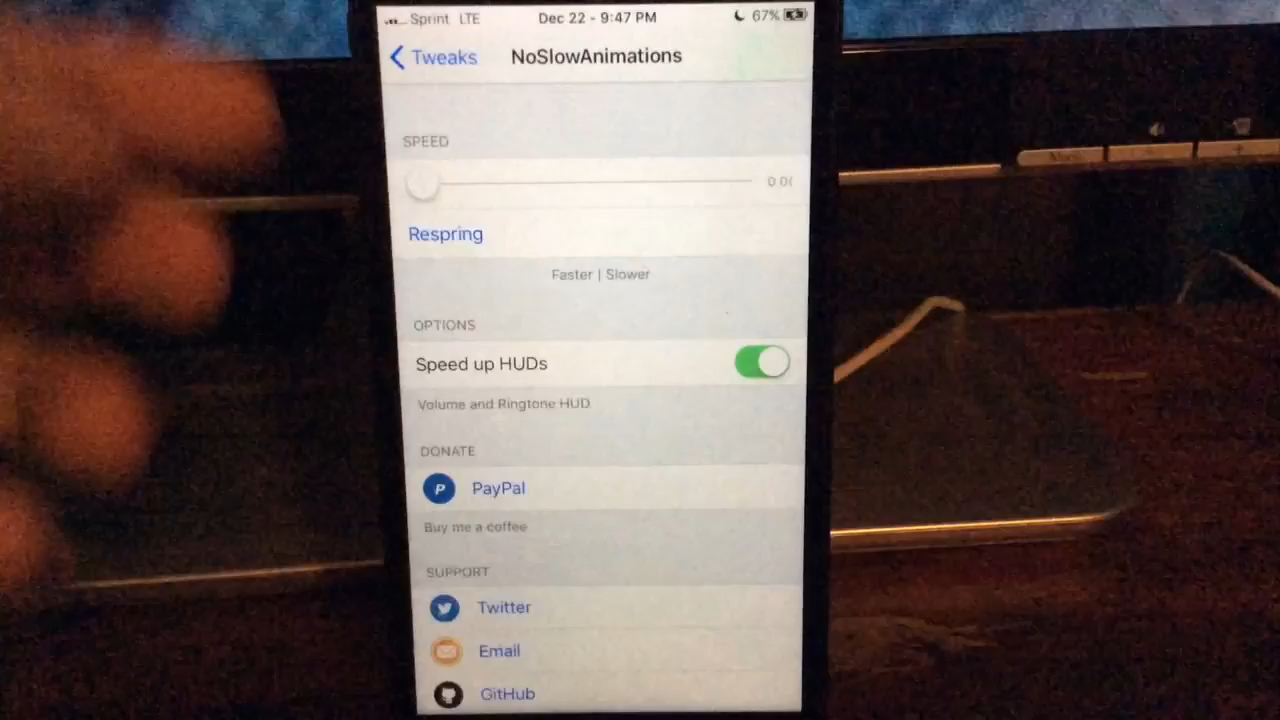 Sprint LTE Dec 22 - 9:47 PM 67%
Tweaks NoSlowAnimations
SPEED
0.0
Respring
Faster | Slower
OPTIONS
Speed up HUDs
Volume and Ringtone HUD
DONATE
P PayPal
Buy me a coffee
SUPPORT
Twitter
Email
GitHub